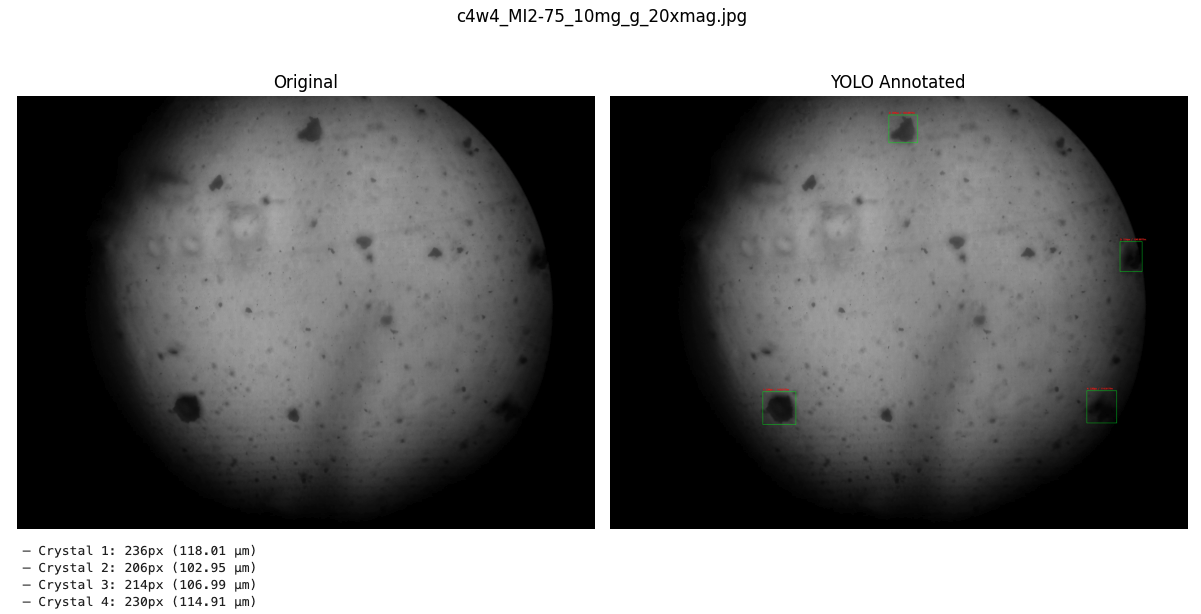 c4w4_MI2-75_10mg_g_20xmag.jpg
Original
YOLO Annotated
— Crystal 1: 236px (118.01 μm)
— Crystal 2: 206px (102.95 μm)
— Crystal 3: 214px (106.99 μm)
— Crystal 4: 230px (114.91 μm)